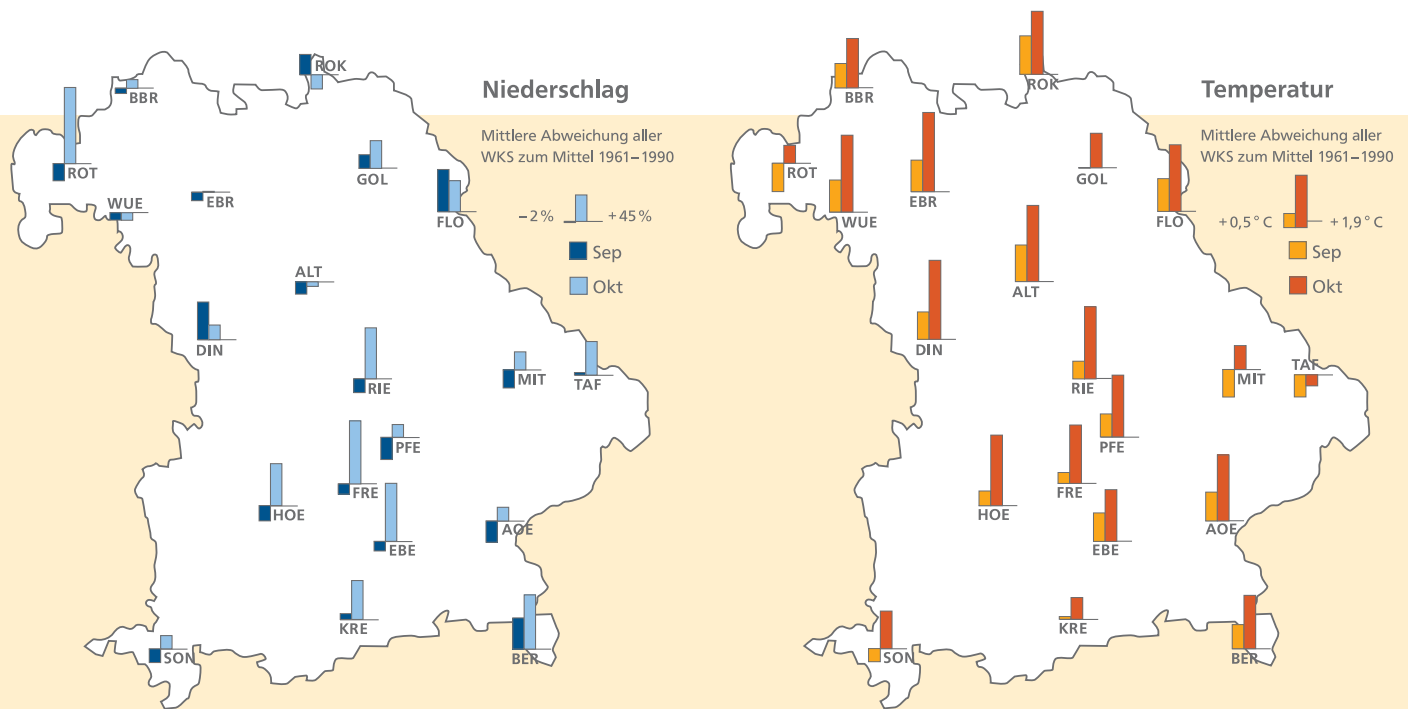 Niederschlag
Mittlere Abweichung aller
WKS zum Mittel 1961–1990
–2 %
+45 %
Sep
Okt
ROK
BBR
ROT
GOL
EBR
WUE
FLO
ALT
DIN
RIE
MIT
TAF
PFE
FRE
HOE
AOE
EBE
KRE
SON
BER
Temperatur
Mittlere Abweichung aller
WKS zum Mittel 1961–1990
+0,5° C
+1,9° C
Sep
Okt
ROK
BBR
ROT
GOL
EBR
WUE
FLO
ALT
DIN
RIE
MIT
TAF
PFE
FRE
HOE
AOE
EBE
KRE
SON
BER